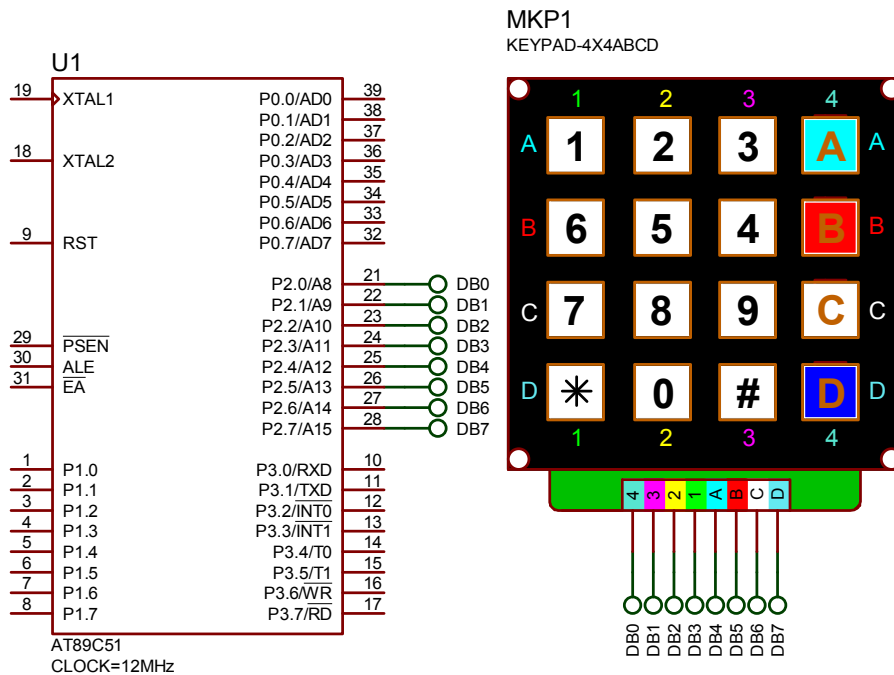 U1
19 XTAL1
18 XTAL2
9 RST
29 PSEN
30 ALE
31 EA
1 P1.0
2 P1.1
3 P1.2
4 P1.3
5 P1.4
6 P1.5
7 P1.6
8 P1.7
P0.0/AD0 39
P0.1/AD1 38
P0.2/AD2 37
P0.3/AD3 36
P0.4/AD4 35
P0.5/AD5 34
P0.6/AD6 33
P0.7/AD7 32
P2.0/A8 21 DB0
P2.1/A9 22 DB1
P2.2/A10 23 DB2
P2.3/A11 24 DB3
P2.4/A12 25 DB4
P2.5/A13 26 DB5
P2.6/A14 27 DB6
P2.7/A15 28 DB7
P3.0/RXD 10
P3.1/TXD 11
P3.2/INT0 12
P3.3/INT1 13
P3.4/T0 14
P3.5/T1 15
P3.6/WR 16
P3.7/RD 17
AT89C51
CLOCK=12MHz
MKP1
KEYPAD-4X4ABCD
1 2 3 4
A 1 2 3 A A
B 6 5 4 B B
C 7 8 9 C C
D * 0 # D D
1 2 3 4
4 3 2 1 A B C D
DB0 DB1 DB2 DB3 DB4 DB5 DB6 DB7